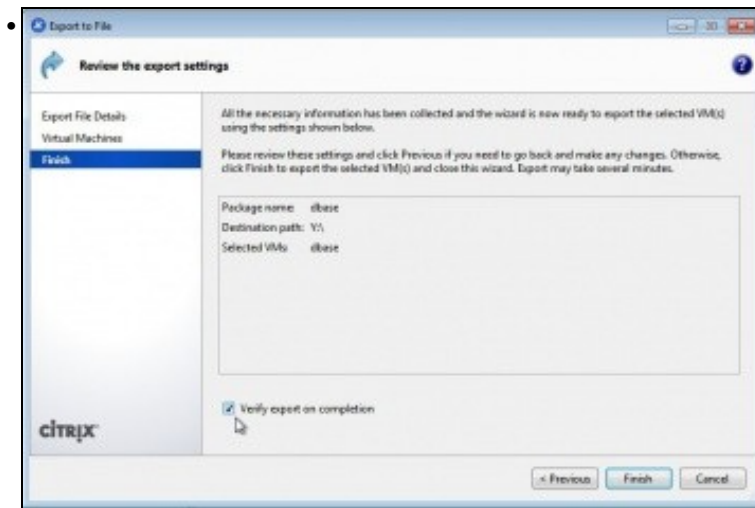 Export to File
Review the export settings
Export File Details
Virtual Machines
Finish
All the necessary information has been collected and the wizard is now ready to export the selected VM(s)
using the settings shown below.
Please review these settings and click Previous if you need to go back and make any changes. Otherwise,
click Finish to export the selected VM(s) and close this wizard. Export may take several minutes.
Package name: dbase
Destination path: Y:\
Selected VMs: dbase
Verify export on completion
CITRIX
< Previous Finish Cancel